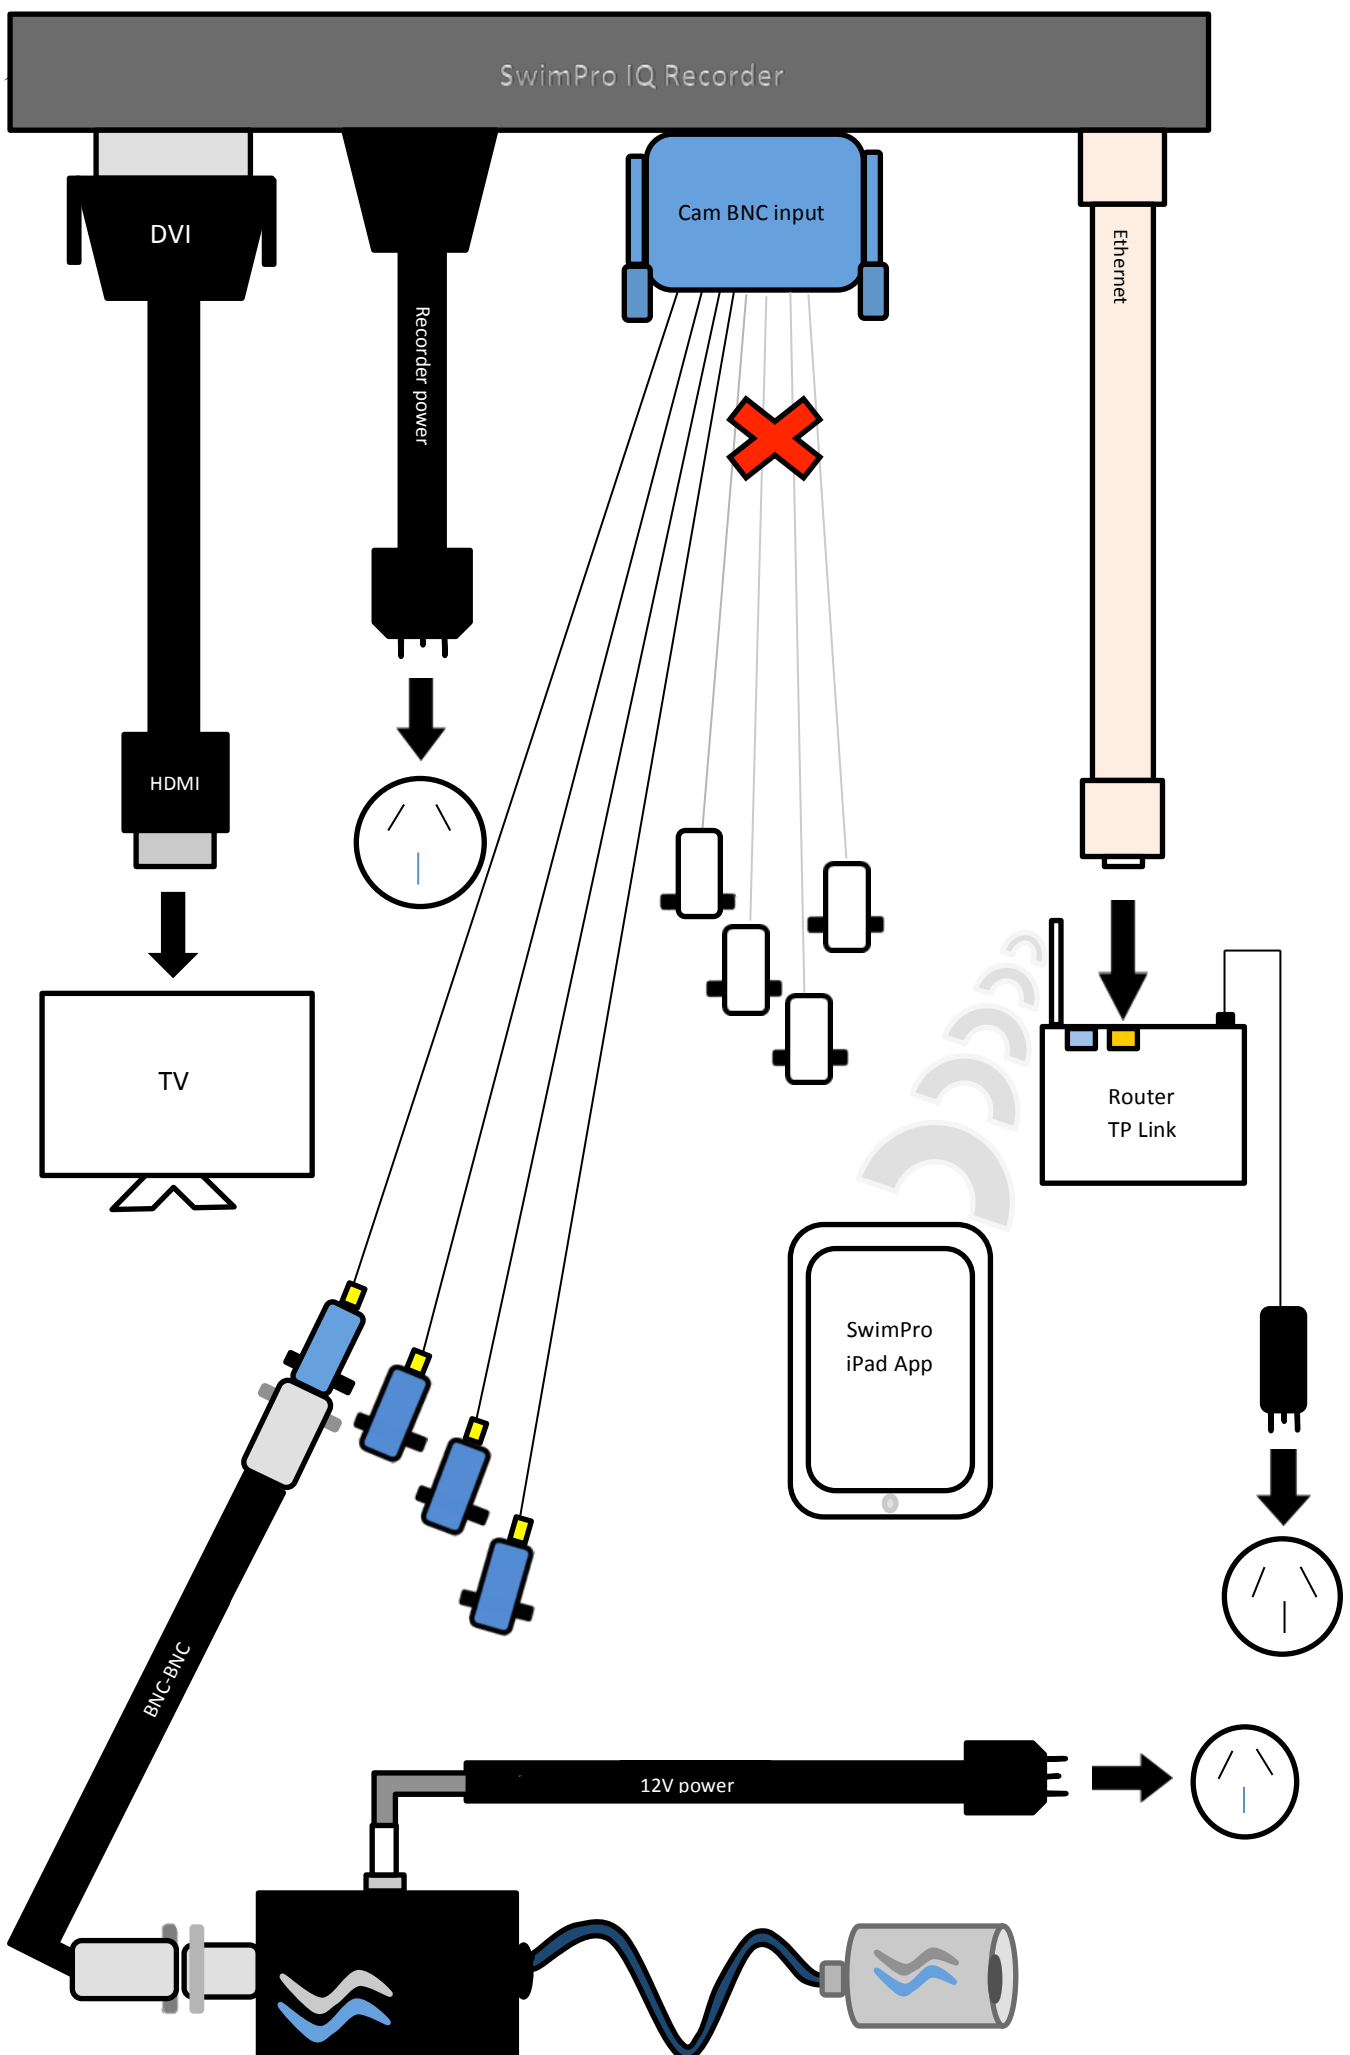 SwimPro IQ Recorder
DVI
Cam BNC input
Ethernet
Recorder power
HDMI
TV
Router
TP Link
SwimPro
iPad App
BNC-BNC
12V power